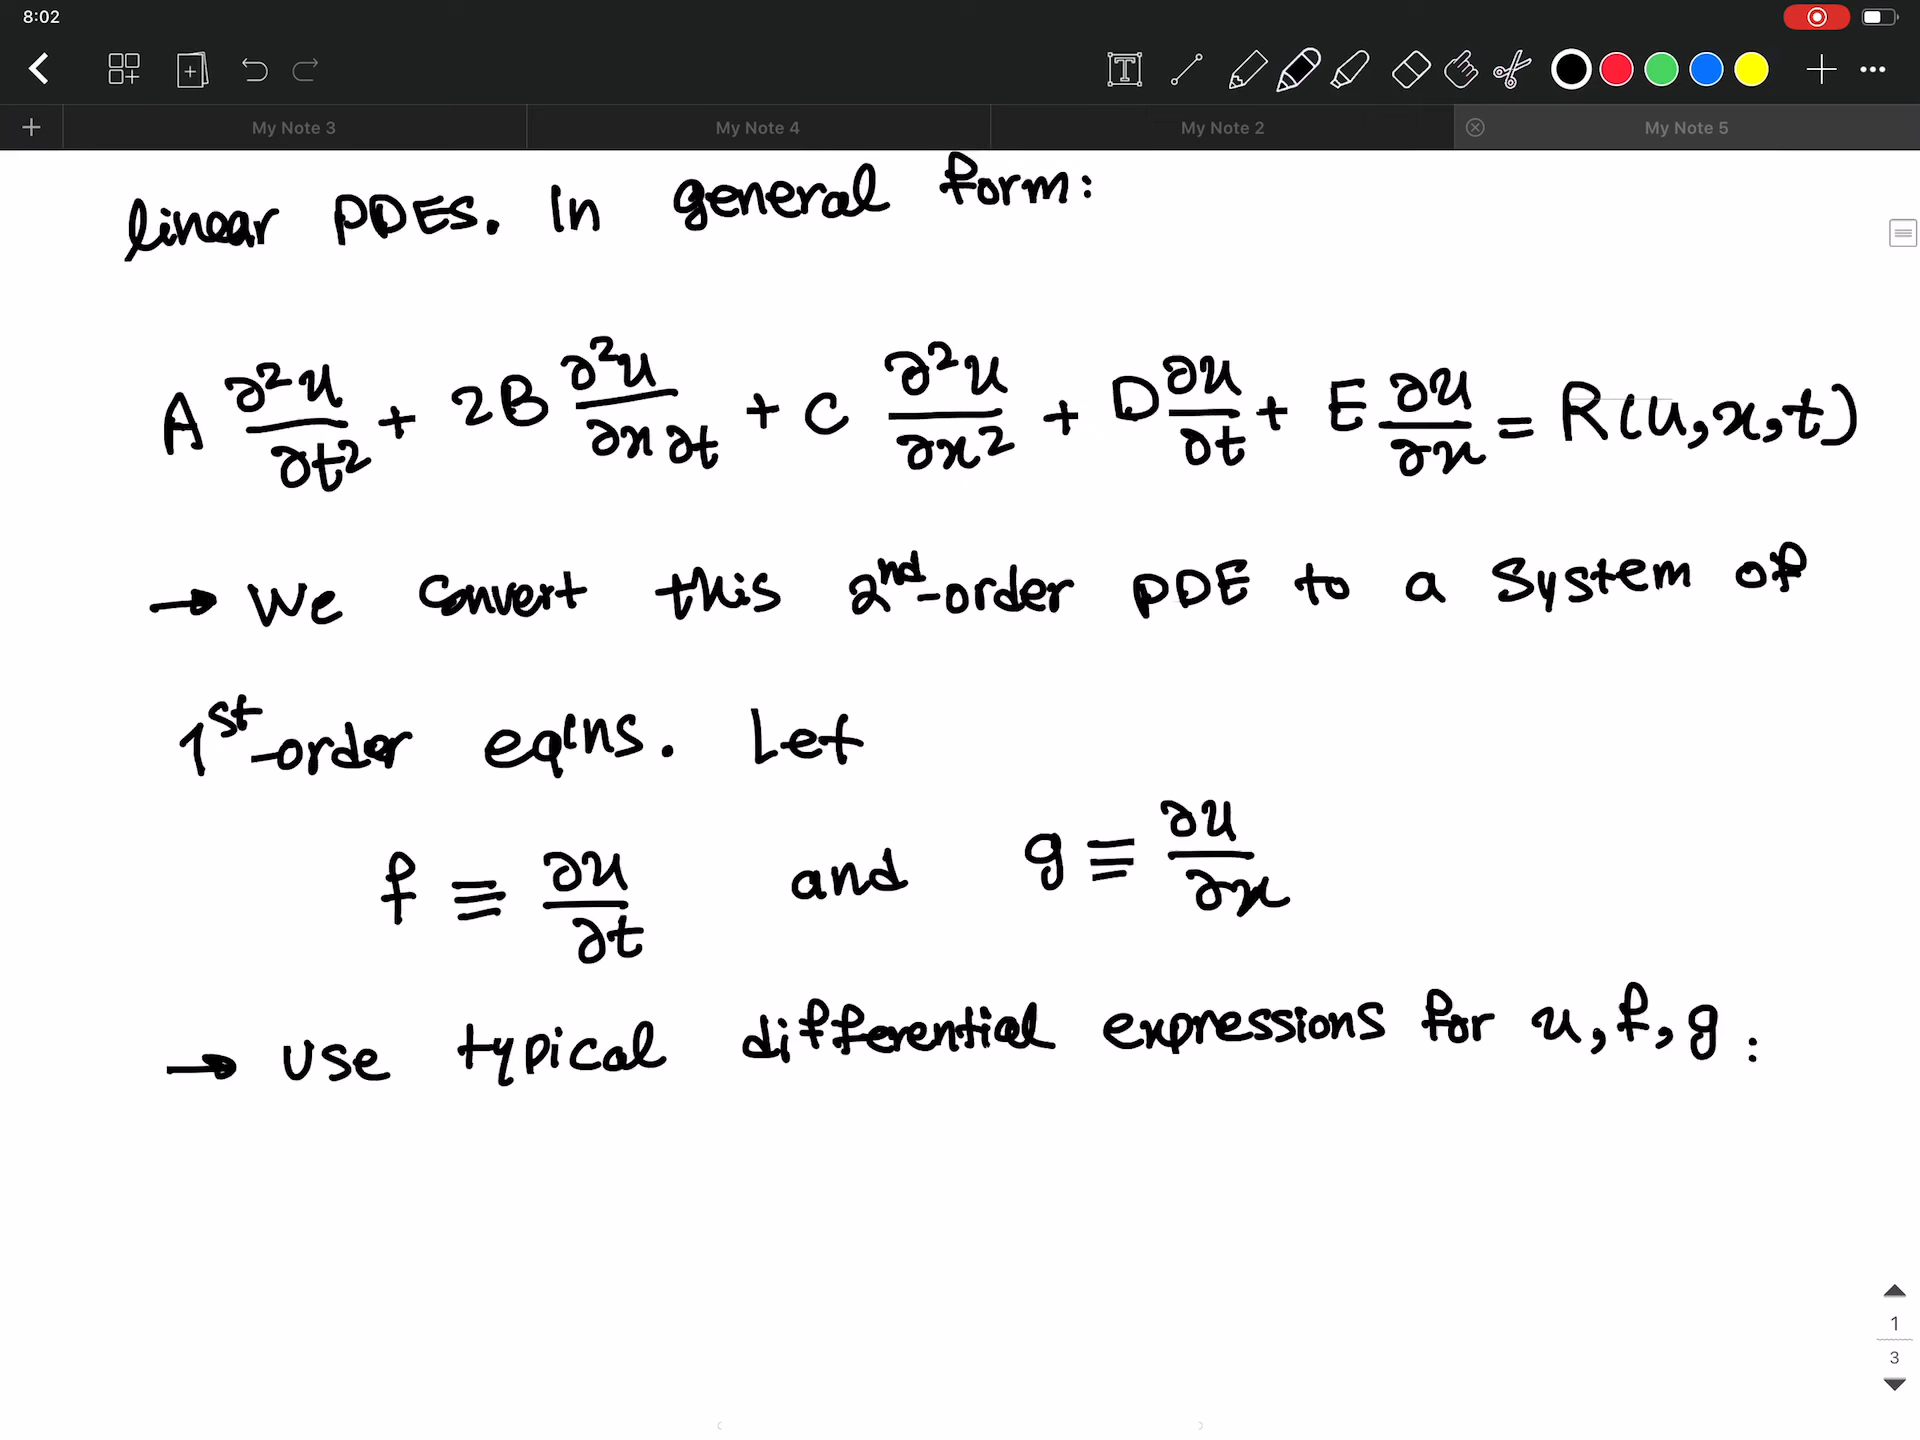 8:02
My Note 3 My Note 4 My Note 2 My Note 5
linear PDES. In general form:
A ∂²u/∂t² + 2B ∂²u/∂x∂t + C ∂²u/∂x² + D ∂u/∂t + E ∂u/∂x = R(u,x,t)
→ We convert this 2nd-order PDE to a System of
1st-order eq'ns. Let
f ≡ ∂u/∂t and g ≡ ∂u/∂x
→ Use typical differential expressions for u, f, g :
1
3